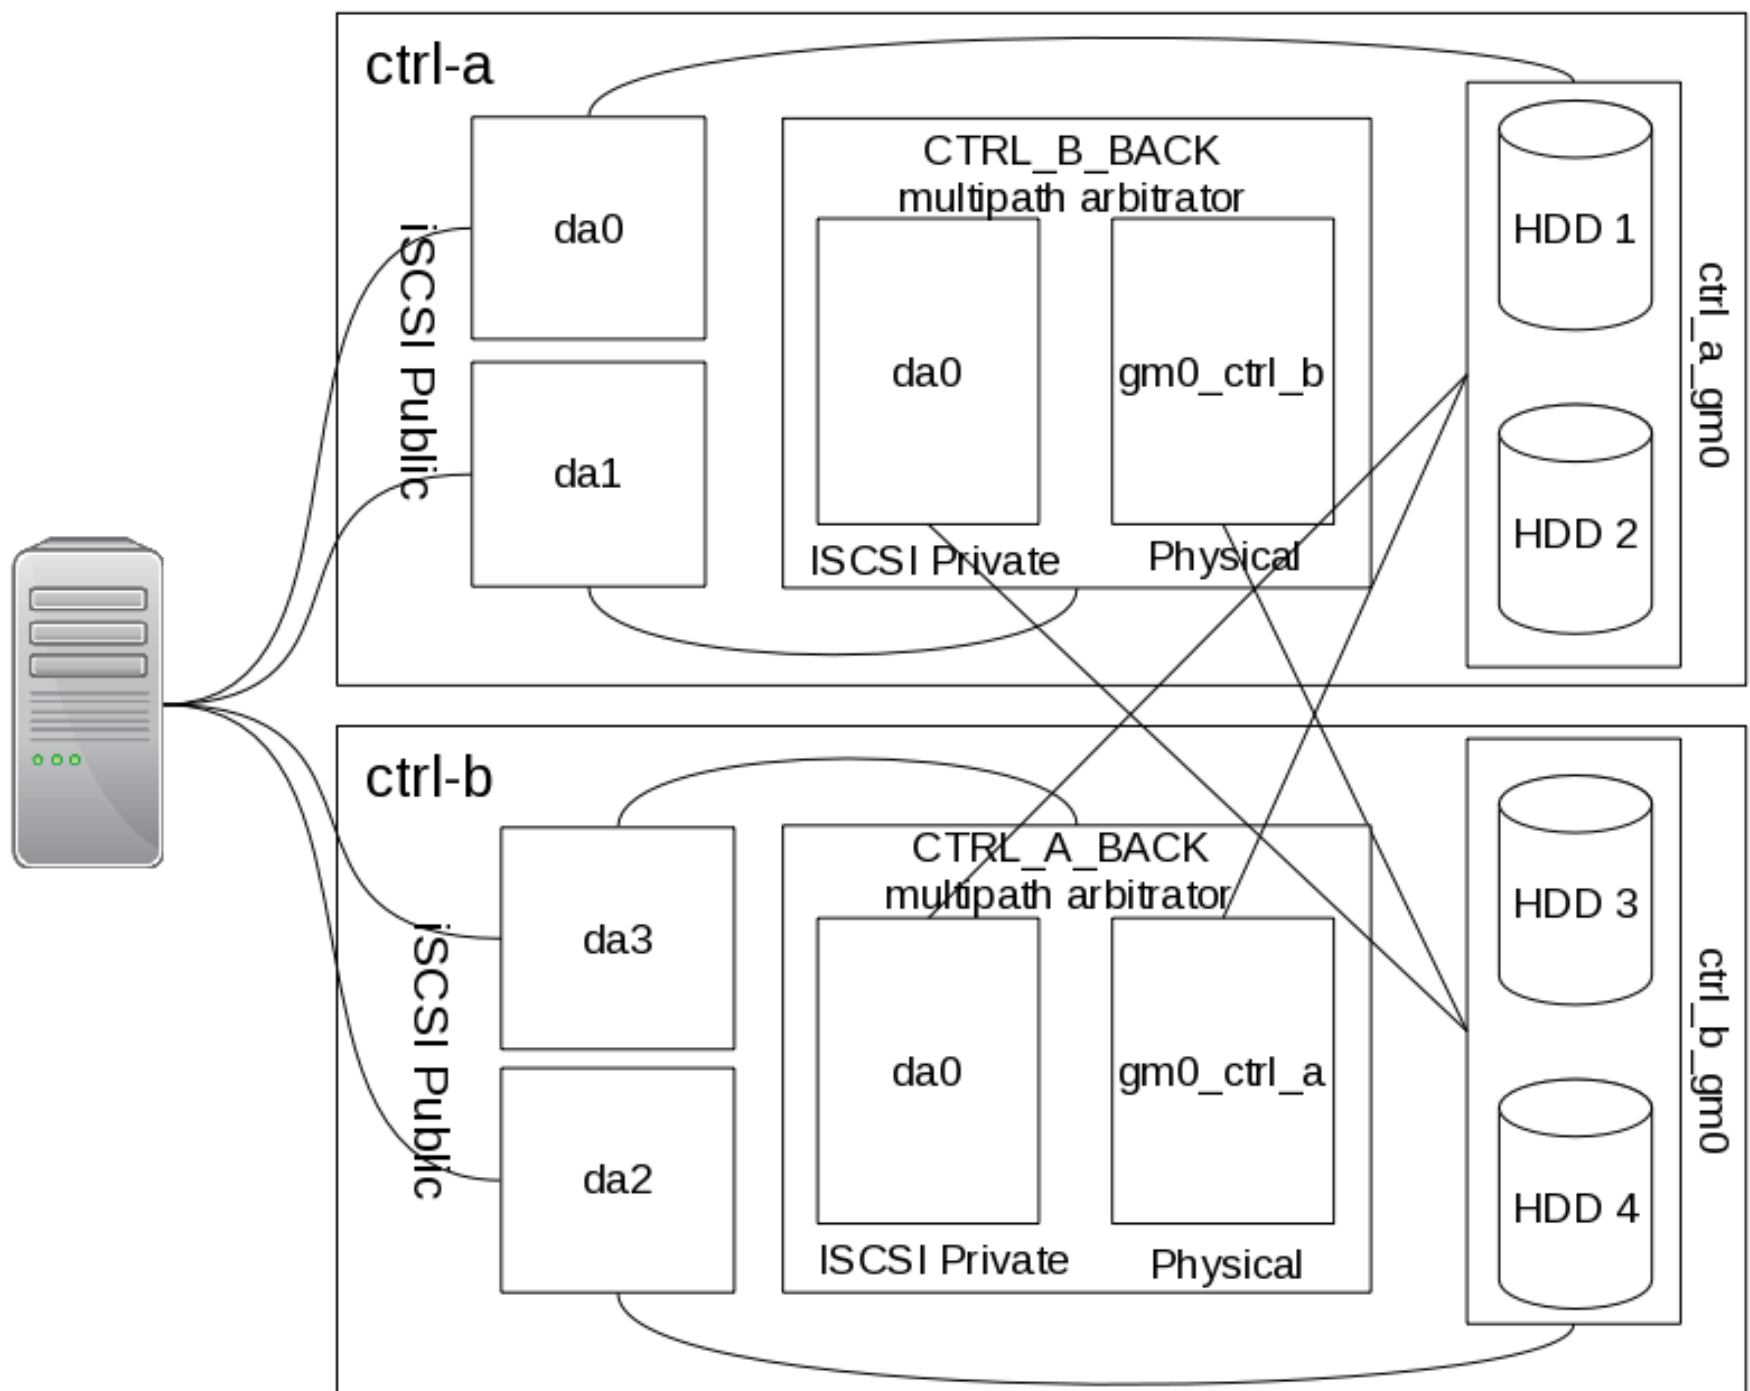 ctrl-a
iSCSI Public
da0
da1
CTRL_B_BACK
multipath arbitrator
da0
gm0_ctrl_b
ISCSI Private
Physical
HDD 1
HDD 2
ctrl_a_gm0
ctrl-b
iSCSI Public
da3
da2
CTRL_A_BACK
multipath arbitrator
da0
gm0_ctrl_a
ISCSI Private
Physical
HDD 3
HDD 4
ctrl_b_gm0